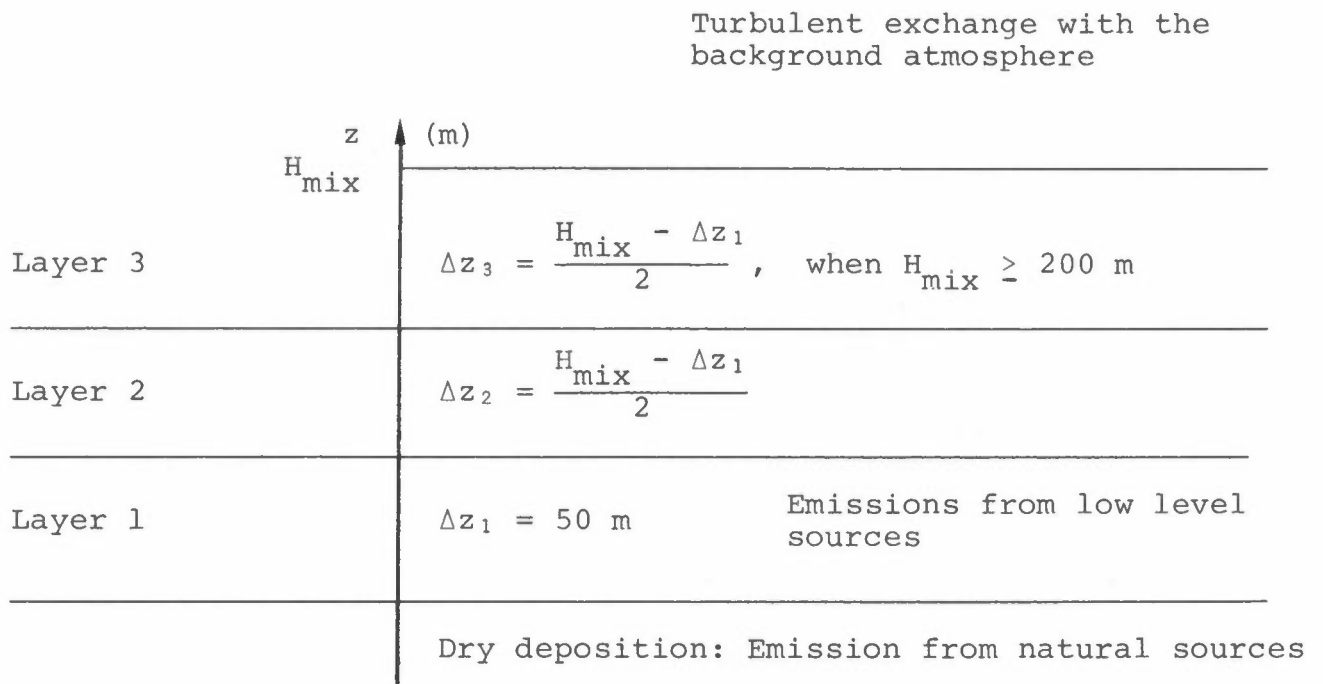 Turbulent exchange with the
background atmosphere
z (m)
H_mix
Layer 3 Δz₃ = (H_mix - Δz₁)/2 , when H_mix ≥ 200 m
Layer 2 Δz₂ = (H_mix - Δz₁)/2
Layer 1 Δz₁ = 50 m Emissions from low level
sources
Dry deposition: Emission from natural sources